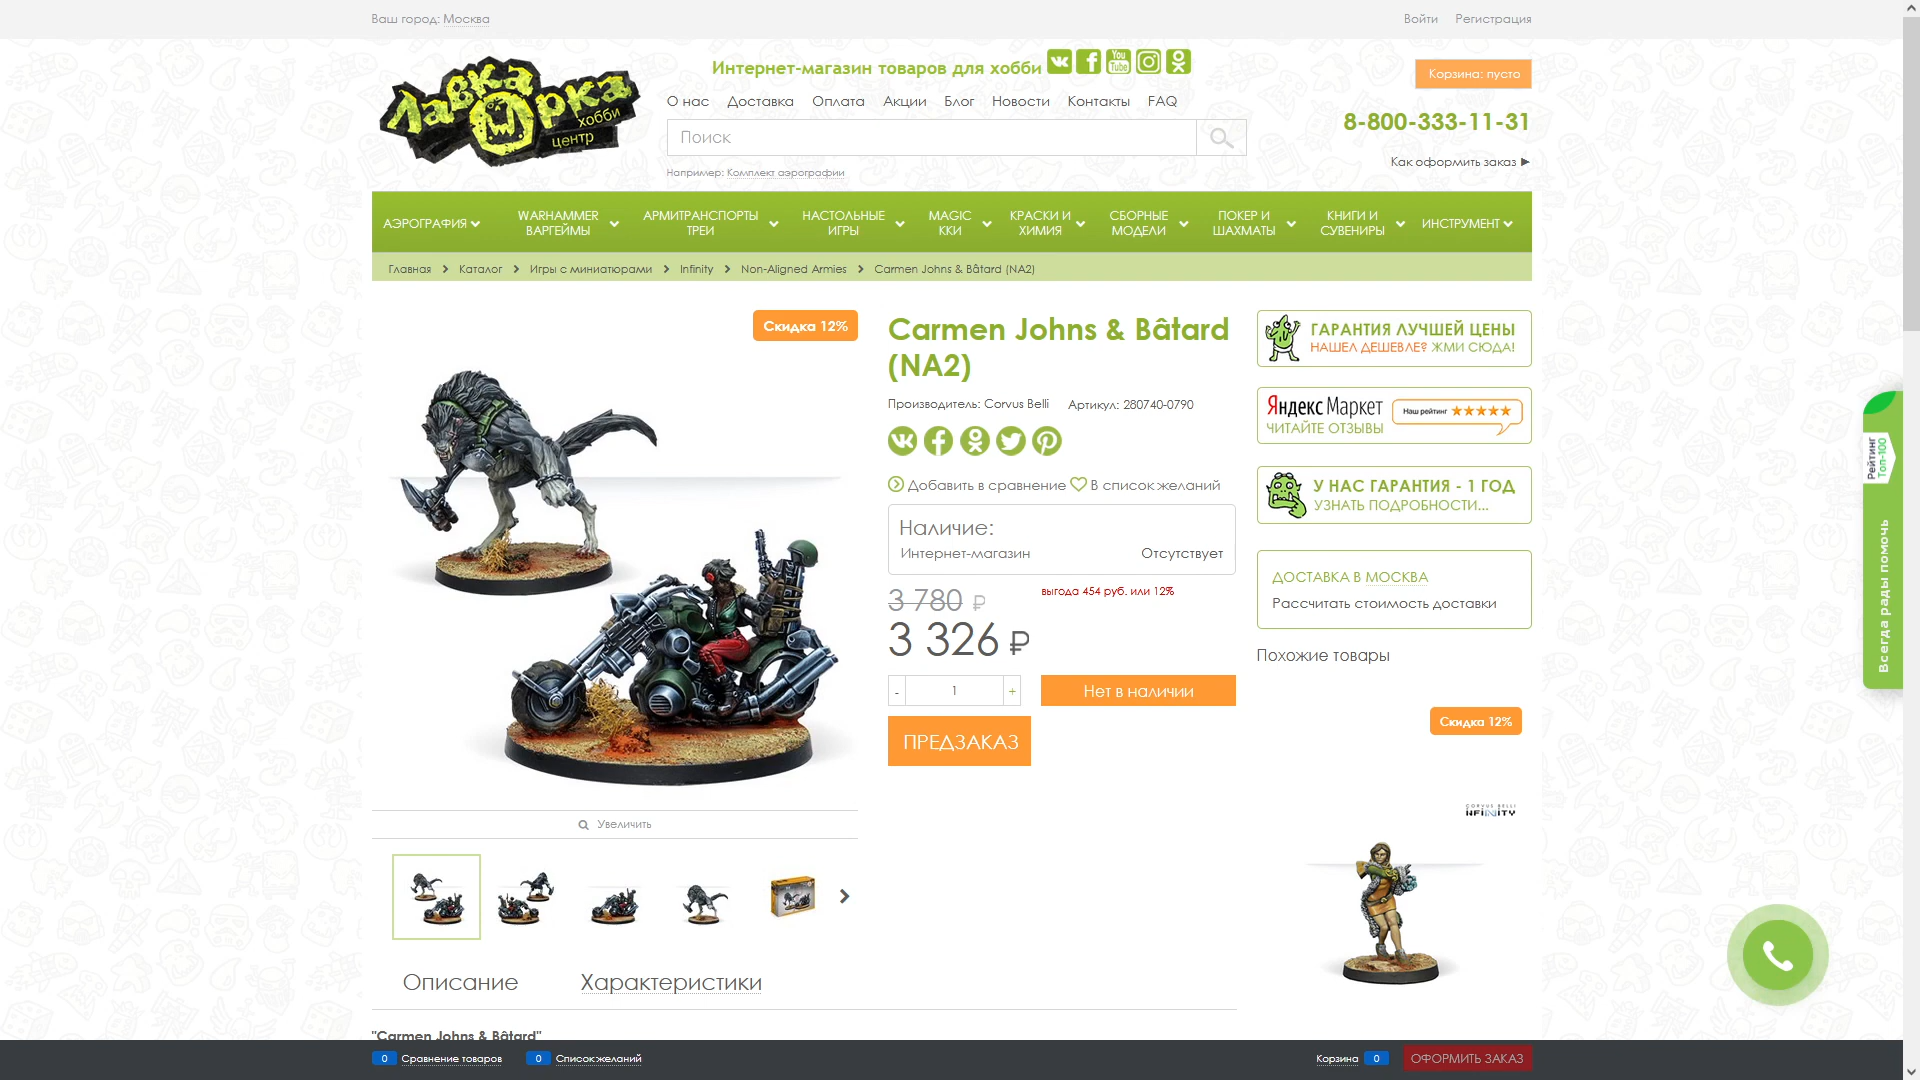 Ваш город: Москва
Войти Регистрация
Лавка Орка
хобби центр
Интернет-магазин товаров для хобби
You Tube
Корзина: пусто
О нас Доставка Оплата Акции Блог Новости Контакты FAQ
8-800-333-11-31
Поиск
Как оформить заказ ►
Например: Комплект аэрографии
АЭРОГРАФИЯ
WARHAMMER
ВАРГЕЙМЫ
АРМИТРАНСПОРТЫ
ТРЕИ
НАСТОЛЬНЫЕ
ИГРЫ
MAGIC
ККИ
КРАСКИ И
ХИМИЯ
СБОРНЫЕ
МОДЕЛИ
ПОКЕР И
ШАХМАТЫ
КНИГИ И
СУВЕНИРЫ
ИНСТРУМЕНТ
Главная Каталог Игры с миниатюрами Infinity Non-Aligned Armies Carmen Johns & Bâtard (NA2)
Скидка 12%
Увеличить
Carmen Johns & Bâtard
(NA2)
Производитель: Corvus Belli Артикул: 280740-0790
Добавить в сравнение В список желаний
Наличие:
Интернет-магазин Отсутствует
3 780 ₽
выгода 454 руб. или 12%
3 326 ₽
- 1 +
Нет в наличии
ПРЕДЗАКАЗ
ГАРАНТИЯ ЛУЧШЕЙ ЦЕНЫ
НАШЕЛ ДЕШЕВЛЕ? ЖМИ СЮДА!
Яндекс Маркет
Наш рейтинг
ЧИТАЙТЕ ОТЗЫВЫ
У НАС ГАРАНТИЯ - 1 ГОД
УЗНАТЬ ПОДРОБНОСТИ...
ДОСТАВКА В МОСКВА
Рассчитать стоимость доставки
Похожие товары
Скидка 12%
CORVUS BELLI
INFINITY
Рейтинг
Топ-100
Всегда рады помочь
Описание Характеристики
"Carmen Johns & Bâtard"
0 Сравнение товаров 0 Список желаний
Корзина 0 ОФОРМИТЬ ЗАКАЗ